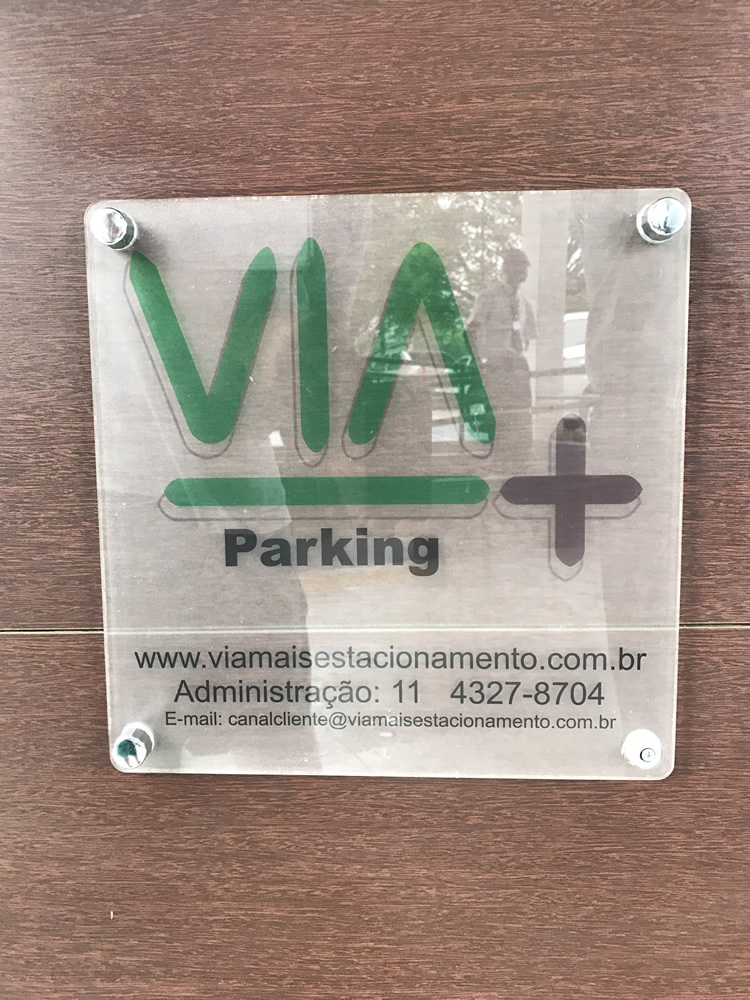 VIA+
Parking
www.viamaisestacionamento.com.br
Administração: 11 4327-8704
E-mail: canalcliente@viamaisestacionamento.com.br